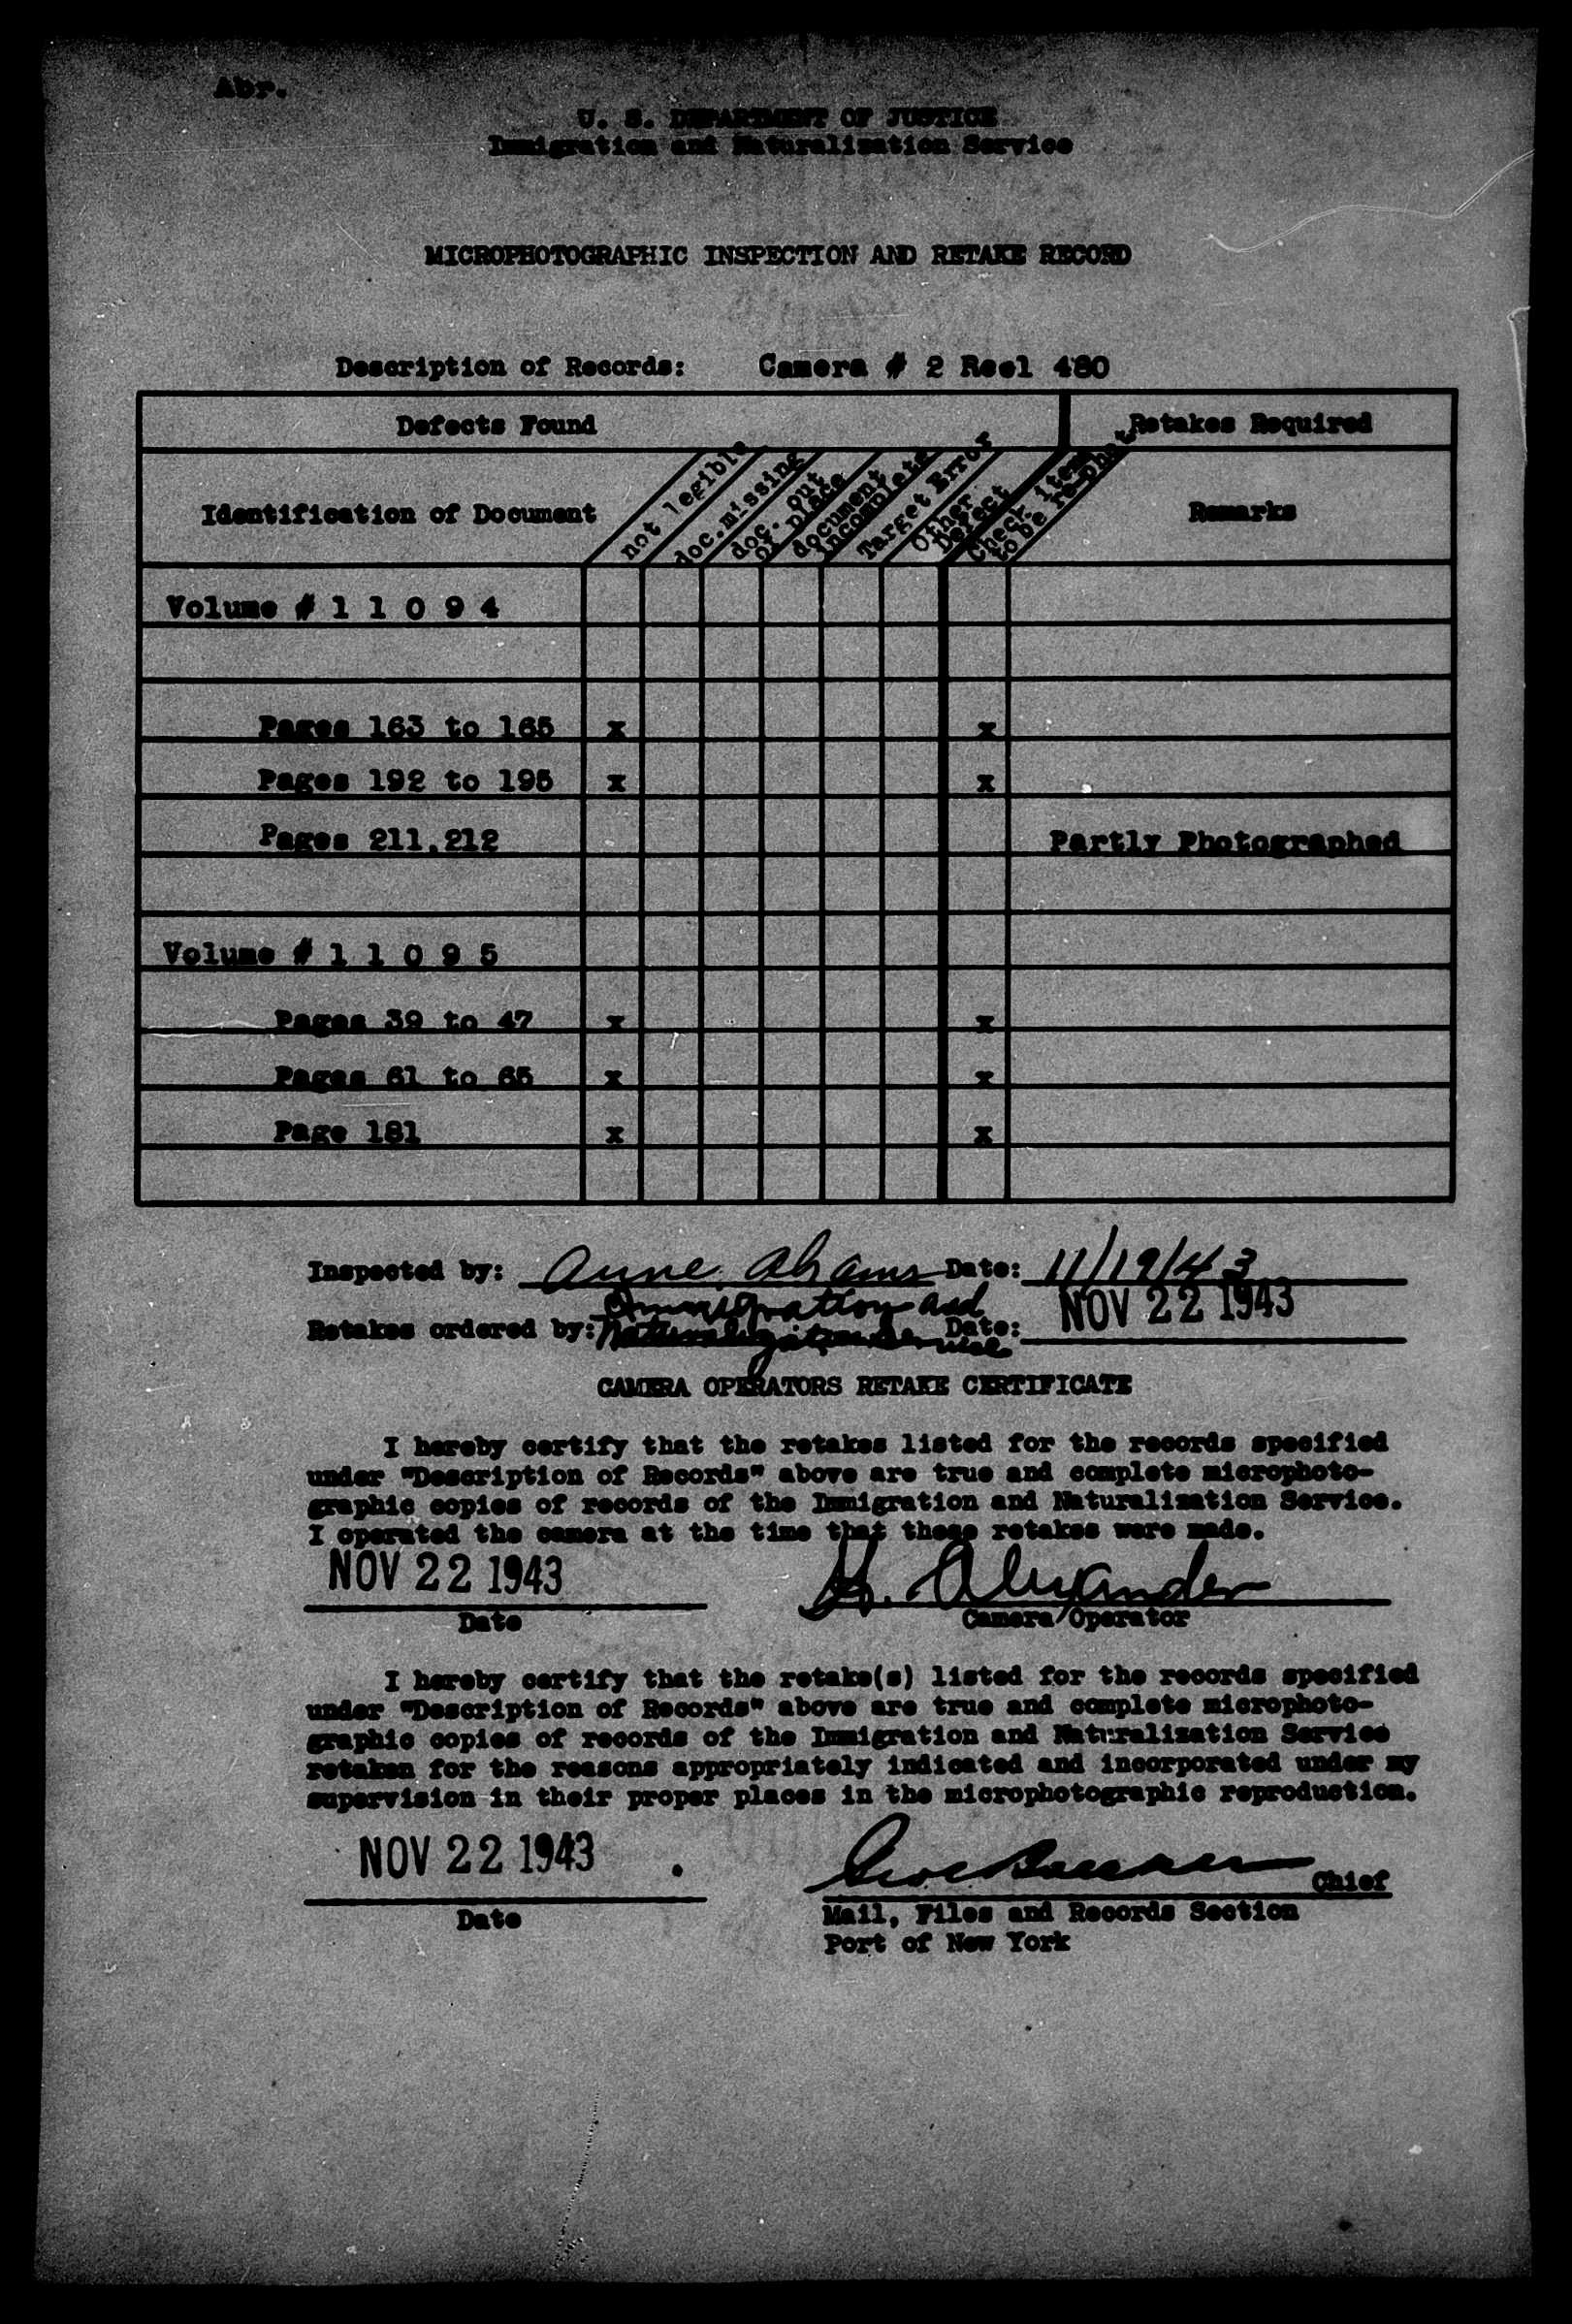 Abr.
U. S. DEPARTMENT OF JUSTICE
Immigration and Naturalization Service
MICROPHOTOGRAPHIC INSPECTION AND RETAKE RECORD
Description of Records: Camera # 2 Reel 480
Defects Found Retakes Required
Identification of Document
not legible
doc. missing
doc. out
of place
document
incomplete
Target Error
Other
Defect
Check item
to be rephot
Remarks
Volume # 1 1 0 9 4
Pages 163 to 165 x x
Pages 192 to 195 x x
Pages 211,212 Partly Photographed
Volume # 1 1 0 9 5
Pages 39 to 47 x x
Pages 61 to 65 x x
Page 181 x x
Inspected by: Anne Abrams Date: 11/19/43
Immigration and
Retakes ordered by: Naturalization Service Date: NOV 22 1943
CAMERA OPERATORS RETAKE CERTIFICATE
I hereby certify that the retakes listed for the records specified
under "Description of Records" above are true and complete microphoto-
graphic copies of records of the Immigration and Naturalization Service.
I operated the camera at the time that these retakes were made.
NOV 22 1943 H. Alexander
Date Camera Operator
I hereby certify that the retake(s) listed for the records specified
under "Description of Records" above are true and complete microphoto-
graphic copies of records of the Immigration and Naturalization Service
retaken for the reasons appropriately indicated and incorporated under my
supervision in their proper places in the microphotographic reproduction.
NOV 22 1943 Chief
Date Mail, Files and Records Section
Port of New York